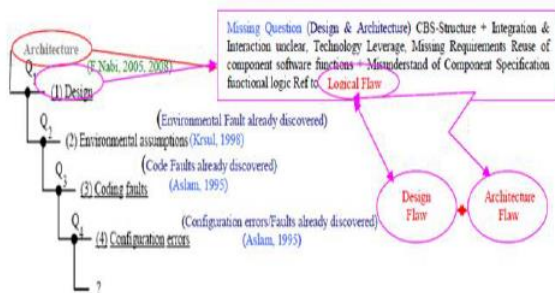 Missing Question (Design & Architecture) CBS-Structure + Integration &
Interaction unclear, Technology Leverage, Missing Requirements Reuse of
component software functions + Misunderstand of Component Specification
functional logic Ref to Logical Flaw
Architecture
(F.Nabi, 2005, 2008)
Q1
(1) Design
(Environmental Fault already discovered)
Q2
(2) Environmental assumptions (Krsul, 1998)
(Code Faults already discovered)
Q3
(3) Coding faults
(Aslam, 1995)
Q4
(Configuration errors/Faults already discovered)
(4) Configuration errors
(Aslam, 1995)
?
Design
Flaw
Architecture
Flaw